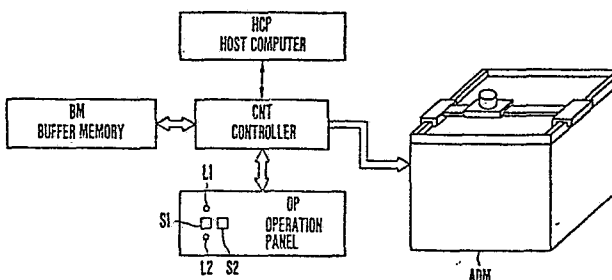 HCP
HOST COMPUTER
BM
BUFFER MEMORY
CNT
CONTROLLER
L1
OP
S1
OPERATION
PANEL
L2
S2
ADM